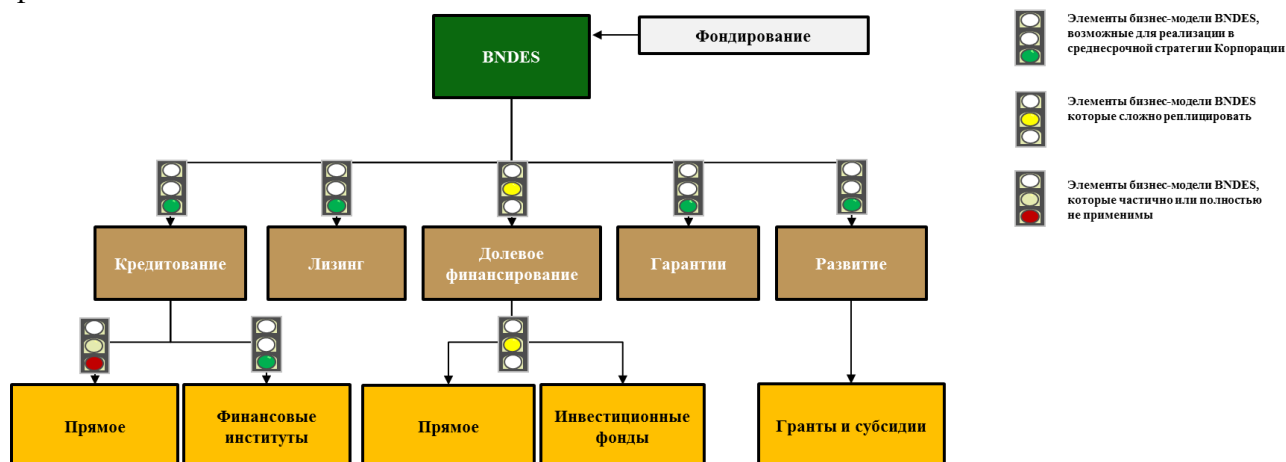 Фондирование
BNDES
Элементы бизнес-модели BNDES,
возможные для реализации в
среднесрочной стратегии Корпорации
Элементы бизнес-модели BNDES
которые сложно реплицировать
Элементы бизнес-модели BNDES,
которые частично или полностью
не применимы
Кредитование
Лизинг
Долевое
финансирование
Гарантии
Развитие
Прямое
Финансовые
институты
Прямое
Инвестиционные
фонды
Гранты и субсидии